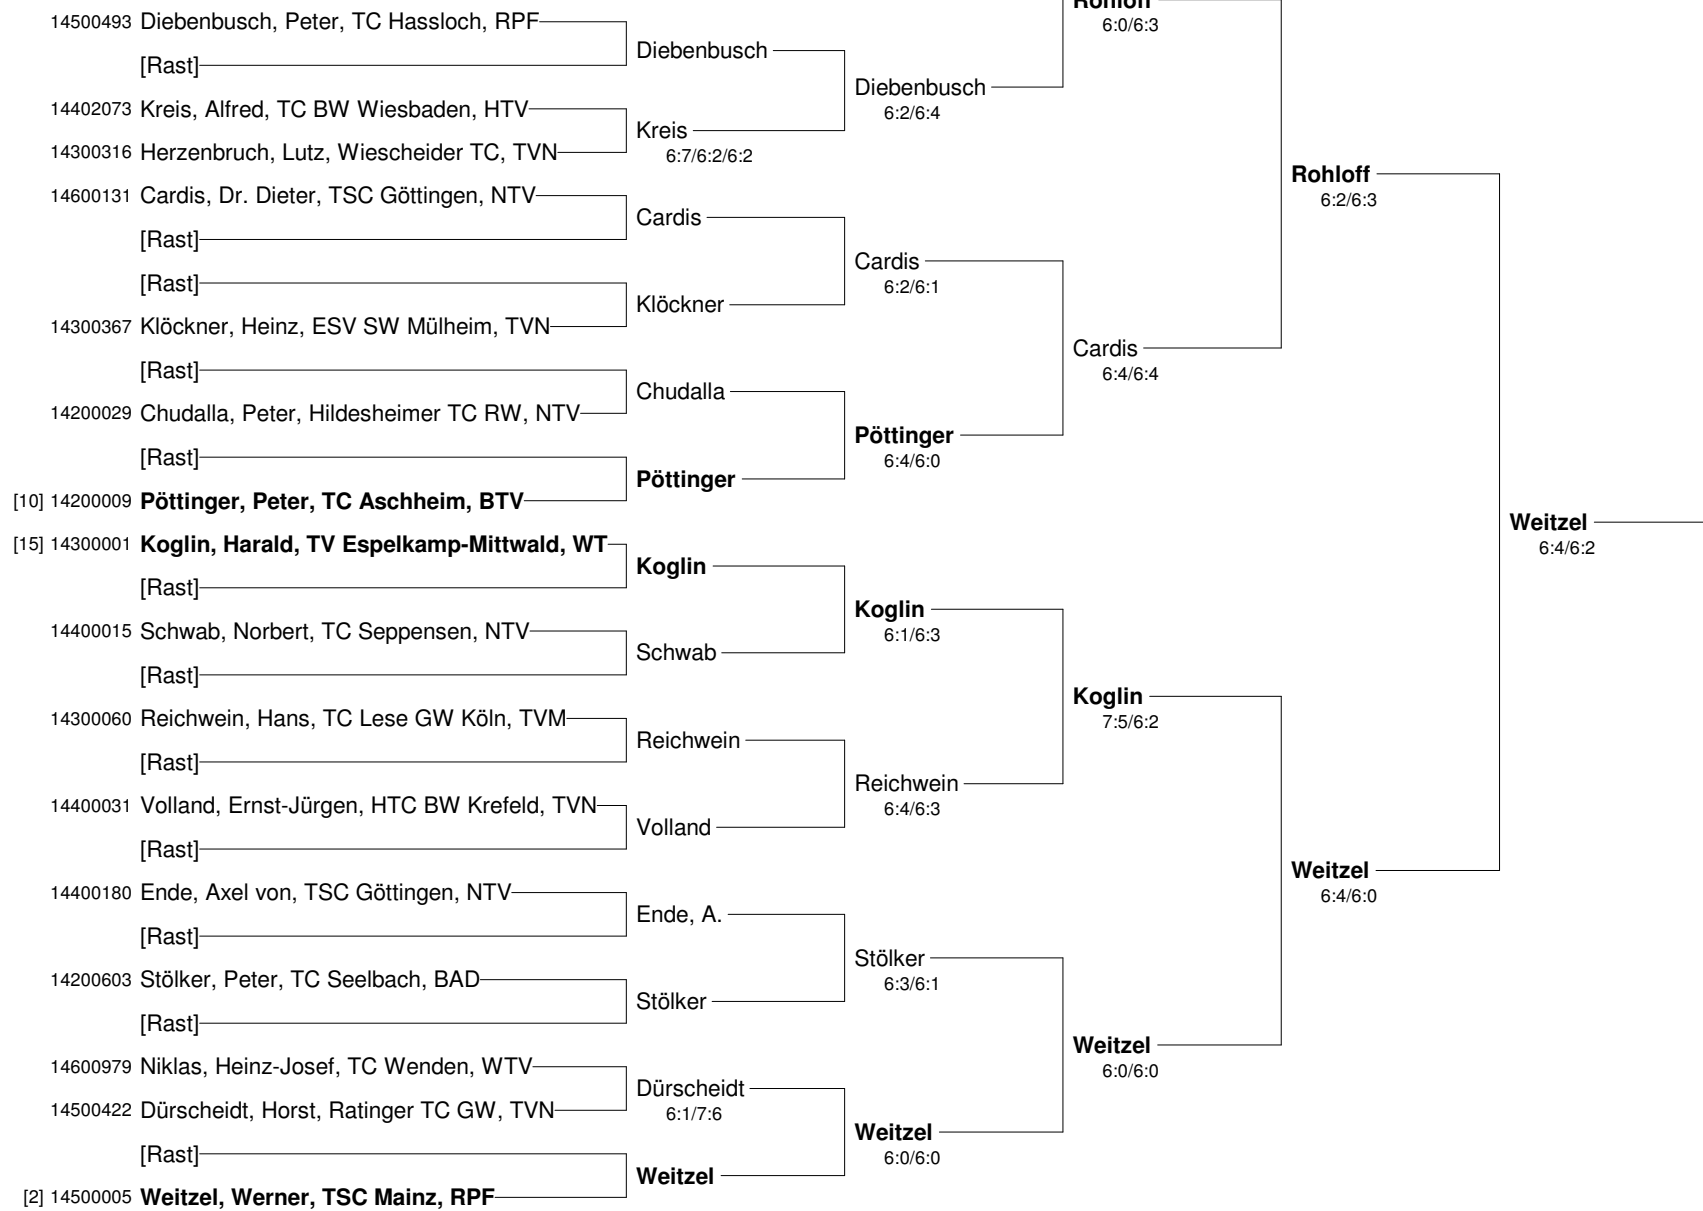 Rohloff
6:0/6:3
14500493 Diebenbusch, Peter, TC Hassloch, RPF
Diebenbusch
[Rast]
Diebenbusch
6:2/6:4
14402073 Kreis, Alfred, TC BW Wiesbaden, HTV
Kreis
6:7/6:2/6:2
14300316 Herzenbruch, Lutz, Wiescheider TC, TVN
Rohloff
6:2/6:3
14600131 Cardis, Dr. Dieter, TSC Göttingen, NTV
Cardis
[Rast]
Cardis
6:2/6:1
[Rast]
Klöckner
14300367 Klöckner, Heinz, ESV SW Mülheim, TVN
Cardis
6:4/6:4
[Rast]
Chudalla
14200029 Chudalla, Peter, Hildesheimer TC RW, NTV
Pöttinger
6:4/6:0
[Rast]
Pöttinger
[10] 14200009 Pöttinger, Peter, TC Aschheim, BTV
Weitzel
6:4/6:2
[15] 14300001 Koglin, Harald, TV Espelkamp-Mittwald, WT
Koglin
[Rast]
Koglin
6:1/6:3
14400015 Schwab, Norbert, TC Seppensen, NTV
Schwab
[Rast]
Koglin
7:5/6:2
14300060 Reichwein, Hans, TC Lese GW Köln, TVM
Reichwein
[Rast]
Reichwein
6:4/6:3
14400031 Volland, Ernst-Jürgen, HTC BW Krefeld, TVN
Volland
[Rast]
Weitzel
6:4/6:0
14400180 Ende, Axel von, TSC Göttingen, NTV
Ende, A.
[Rast]
Stölker
6:3/6:1
14200603 Stölker, Peter, TC Seelbach, BAD
Stölker
[Rast]
Weitzel
6:0/6:0
14600979 Niklas, Heinz-Josef, TC Wenden, WTV
Dürscheidt
6:1/7:6
14500422 Dürscheidt, Horst, Ratinger TC GW, TVN
Weitzel
6:0/6:0
[Rast]
Weitzel
[2] 14500005 Weitzel, Werner, TSC Mainz, RPF